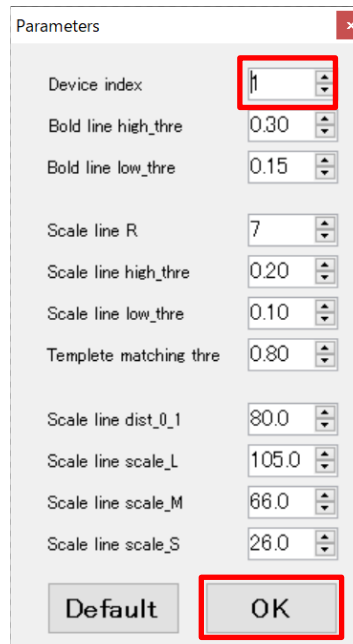 Parameters
Device index 1
Bold line high_thre 0.30
Bold line low_thre 0.15
Scale line R 7
Scale line high_thre 0.20
Scale line low_thre 0.10
Templete matching thre 0.80
Scale line dist_0_1 80.0
Scale line scale_L 105.0
Scale line scale_M 66.0
Scale line scale_S 26.0
Default OK